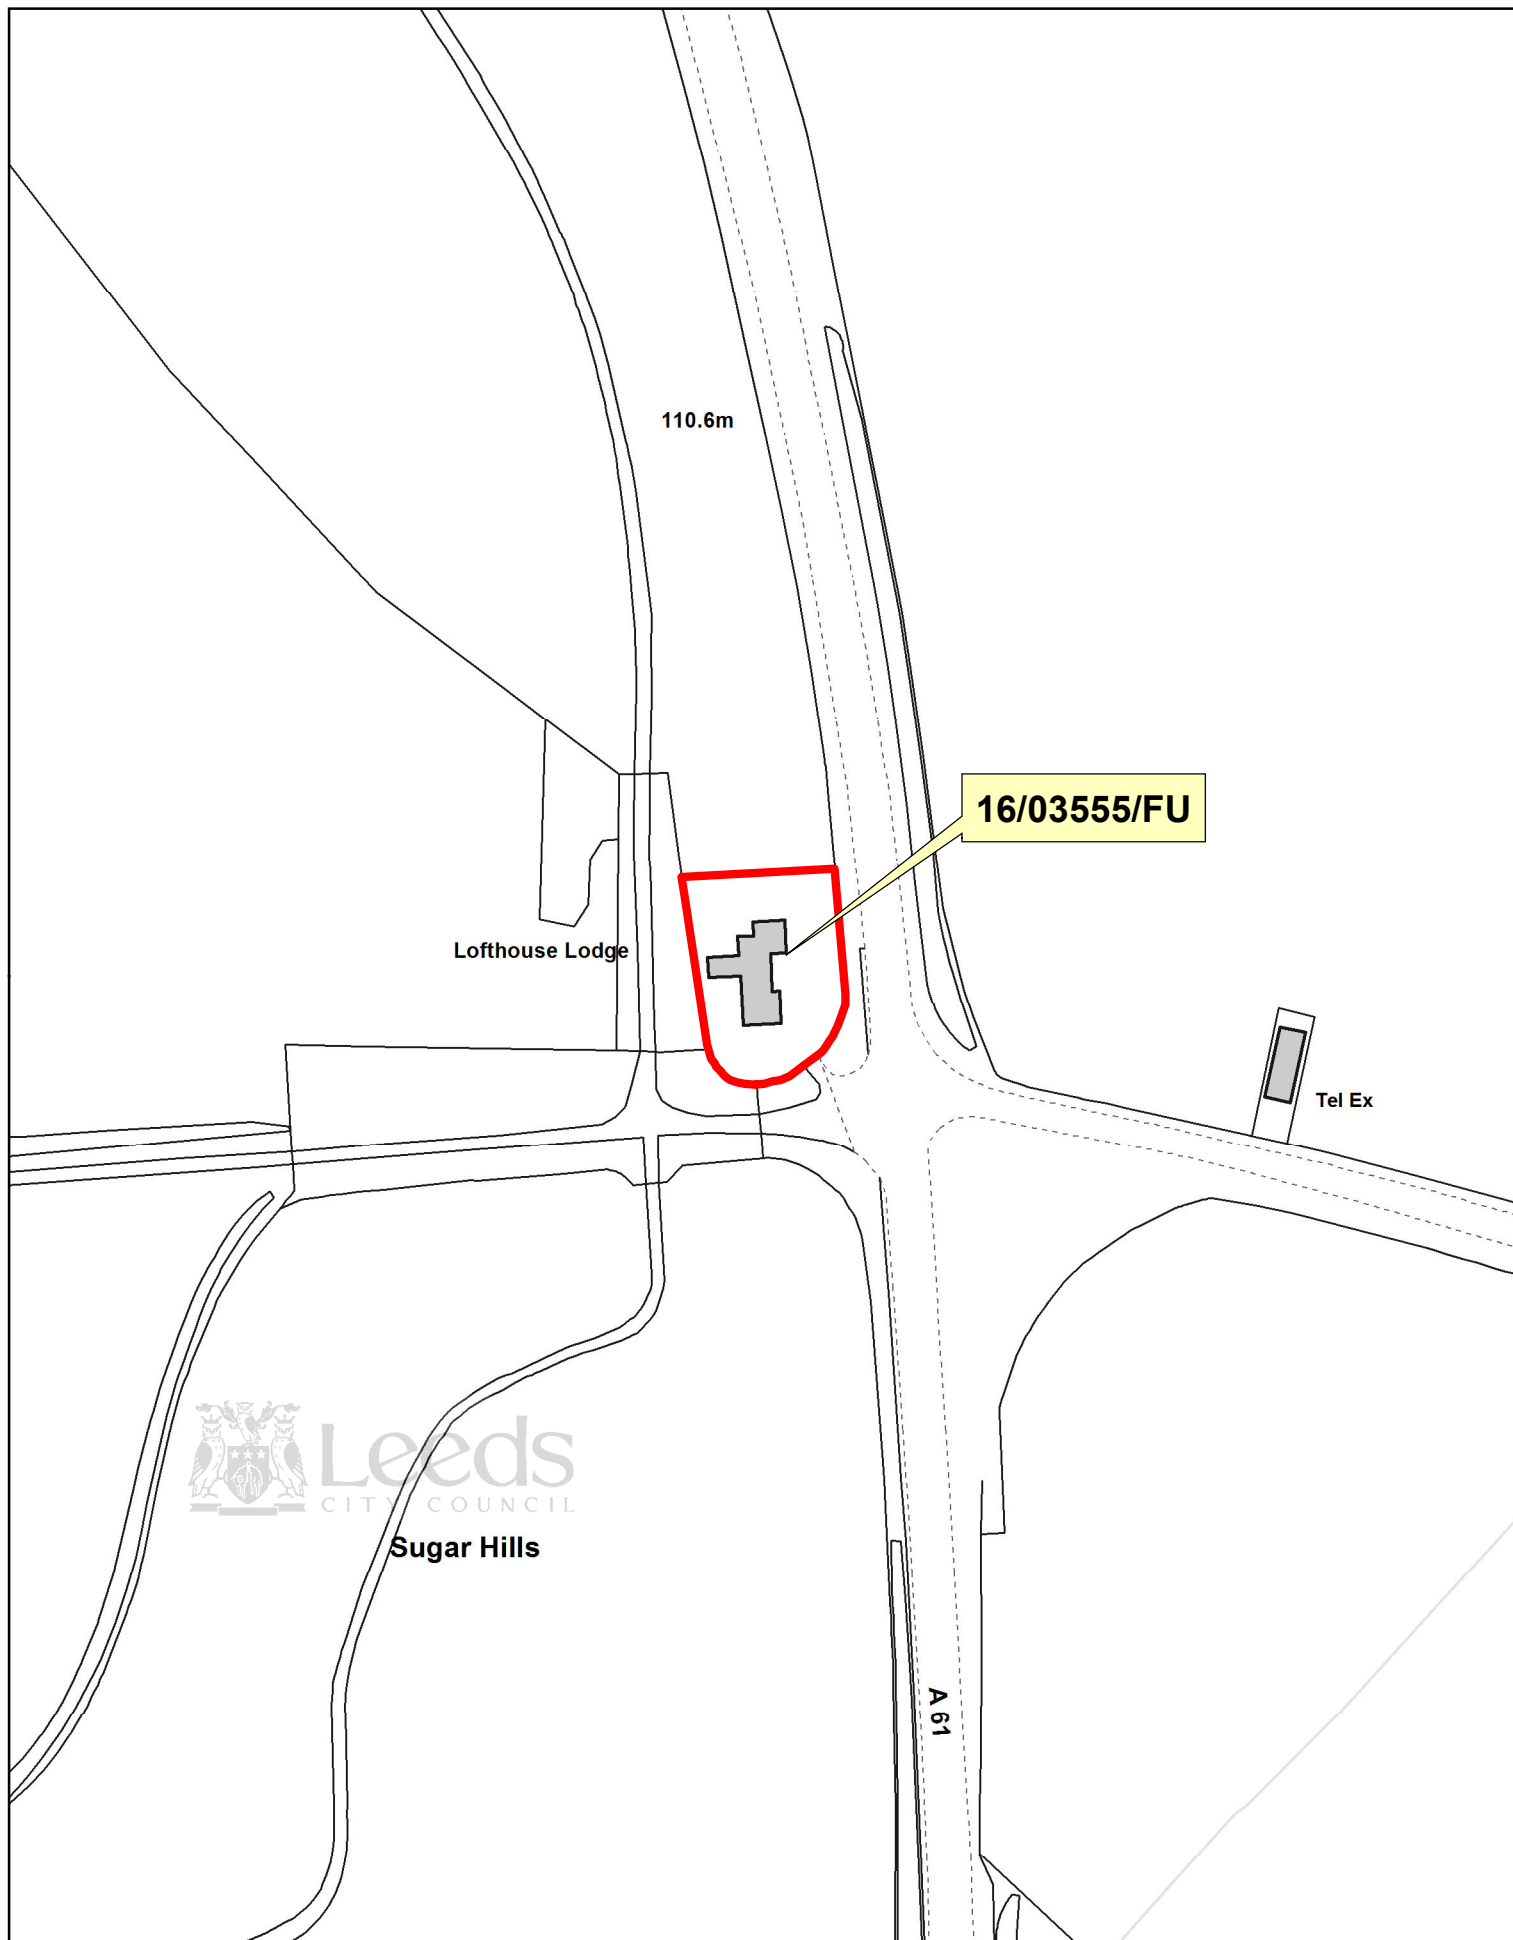 110.6m
16/03555/FU
Lofthouse Lodge
Tel Ex
Leeds
CITY COUNCIL
Sugar Hills
A 61